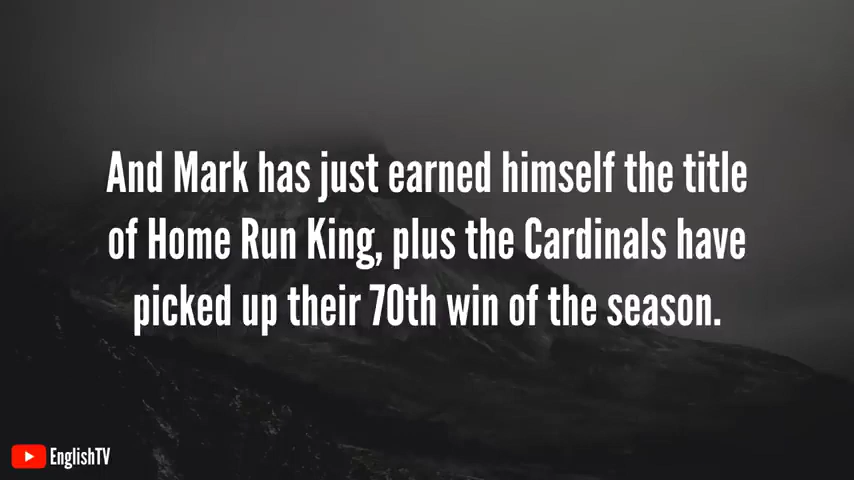 And Mark has just earned himself the title
of Home Run King, plus the Cardinals have
picked up their 70th win of the season.
EnglishTV